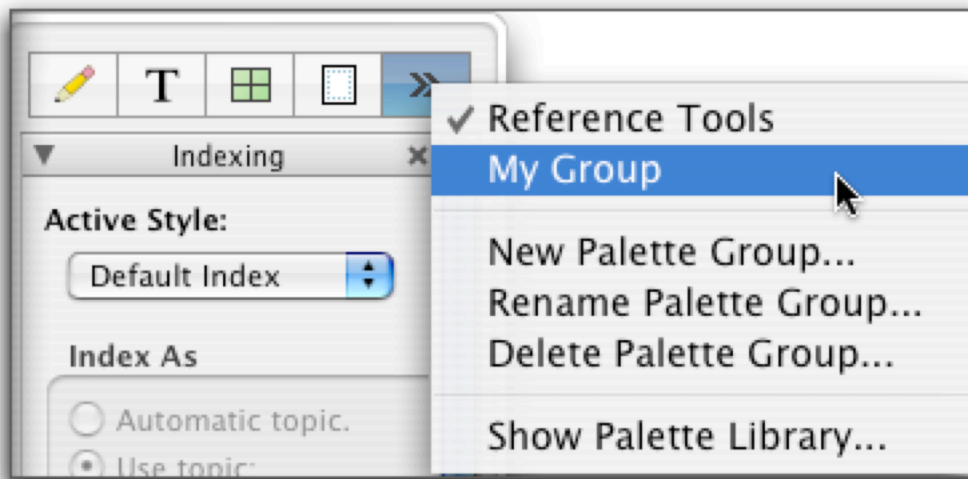 T
Indexing
Active Style:
Default Index
Index As
Automatic topic.
Use topic:
Reference Tools
My Group
New Palette Group...
Rename Palette Group...
Delete Palette Group...
Show Palette Library...